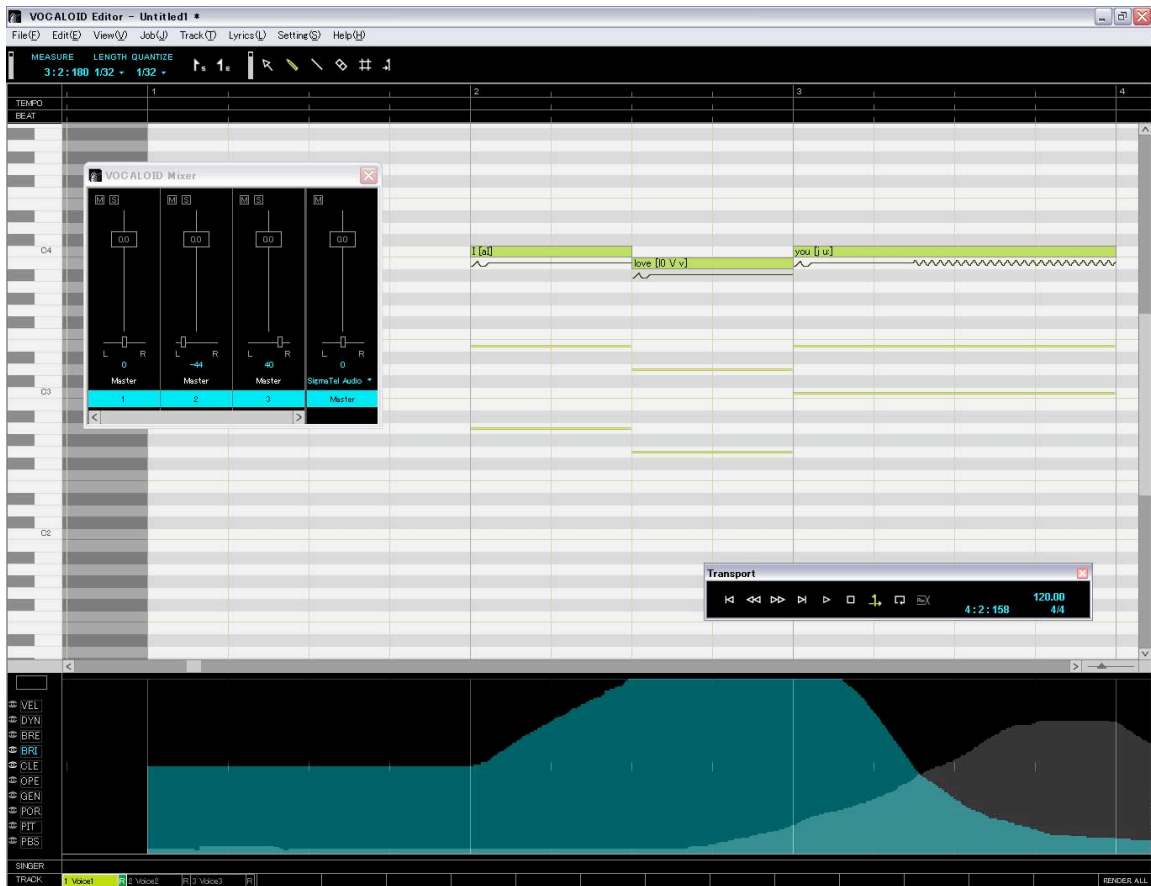 VOCALOID Editor - Untitled1 *
File(F) Edit(E) View(V) Job(J) Track(T) Lyrics(L) Setting(S) Help(H)
MEASURE LENGTH QUANTIZE
3:2:180 1/32 1/32
1 2 3 4
TEMPO
BEAT
VOCALOID Mixer
M S M S M S M
0.0 0.0 0.0 0.0
L R L R L R L R
0 -44 40 0
Master Master Master SigmaTel Audio
1 2 3 Master
C4
I [aI]
love [l0 V v]
you [j u:]
C3
C2
Transport
120.00
4:2:158 4/4
VEL
DYN
BRE
BRI
CLE
OPE
GEN
POR
PIT
PBS
SINGER
TRACK 1 Voice1 R 2 Voice2 R 3 Voice3 R RENDER ALL